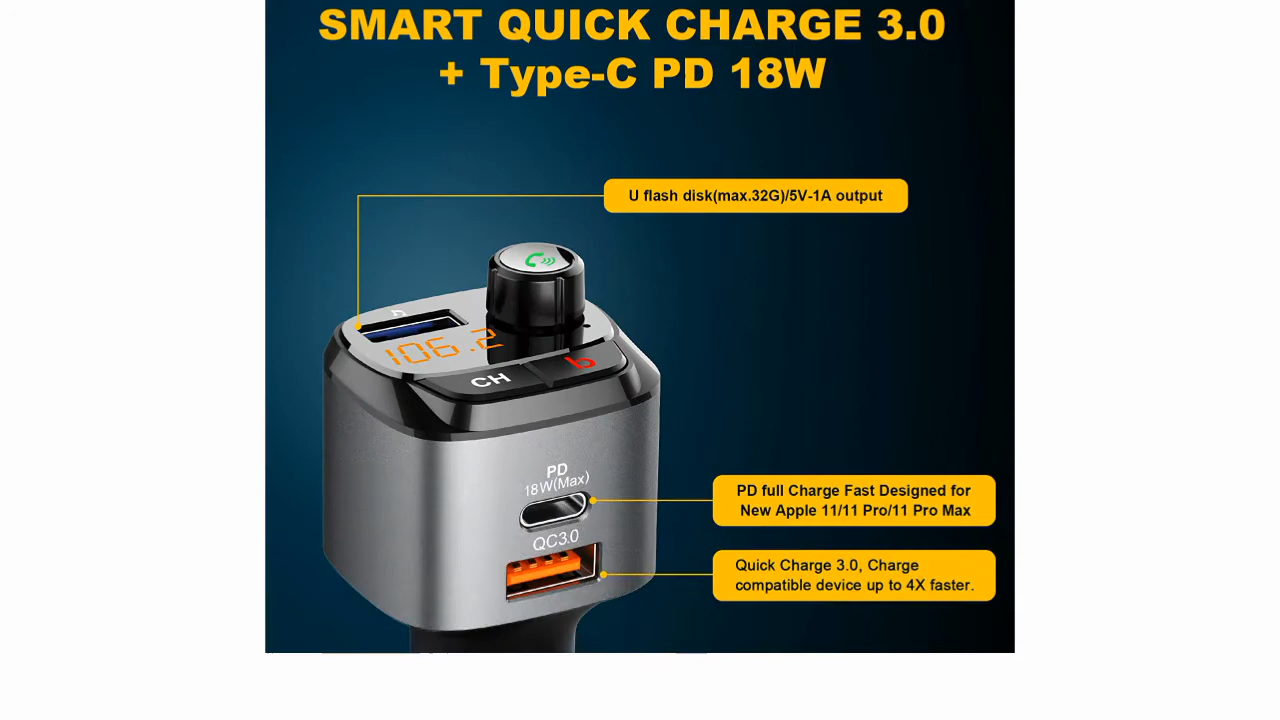 SMART QUICK CHARGE 3.0
+ Type-C PD 18W
U flash disk(max.32G)/5V-1A output
106.2
CH
b
PD
18W(Max)
PD full Charge Fast Designed for
New Apple 11/11 Pro/11 Pro Max
QC3.0
Quick Charge 3.0, Charge
compatible device up to 4X faster.